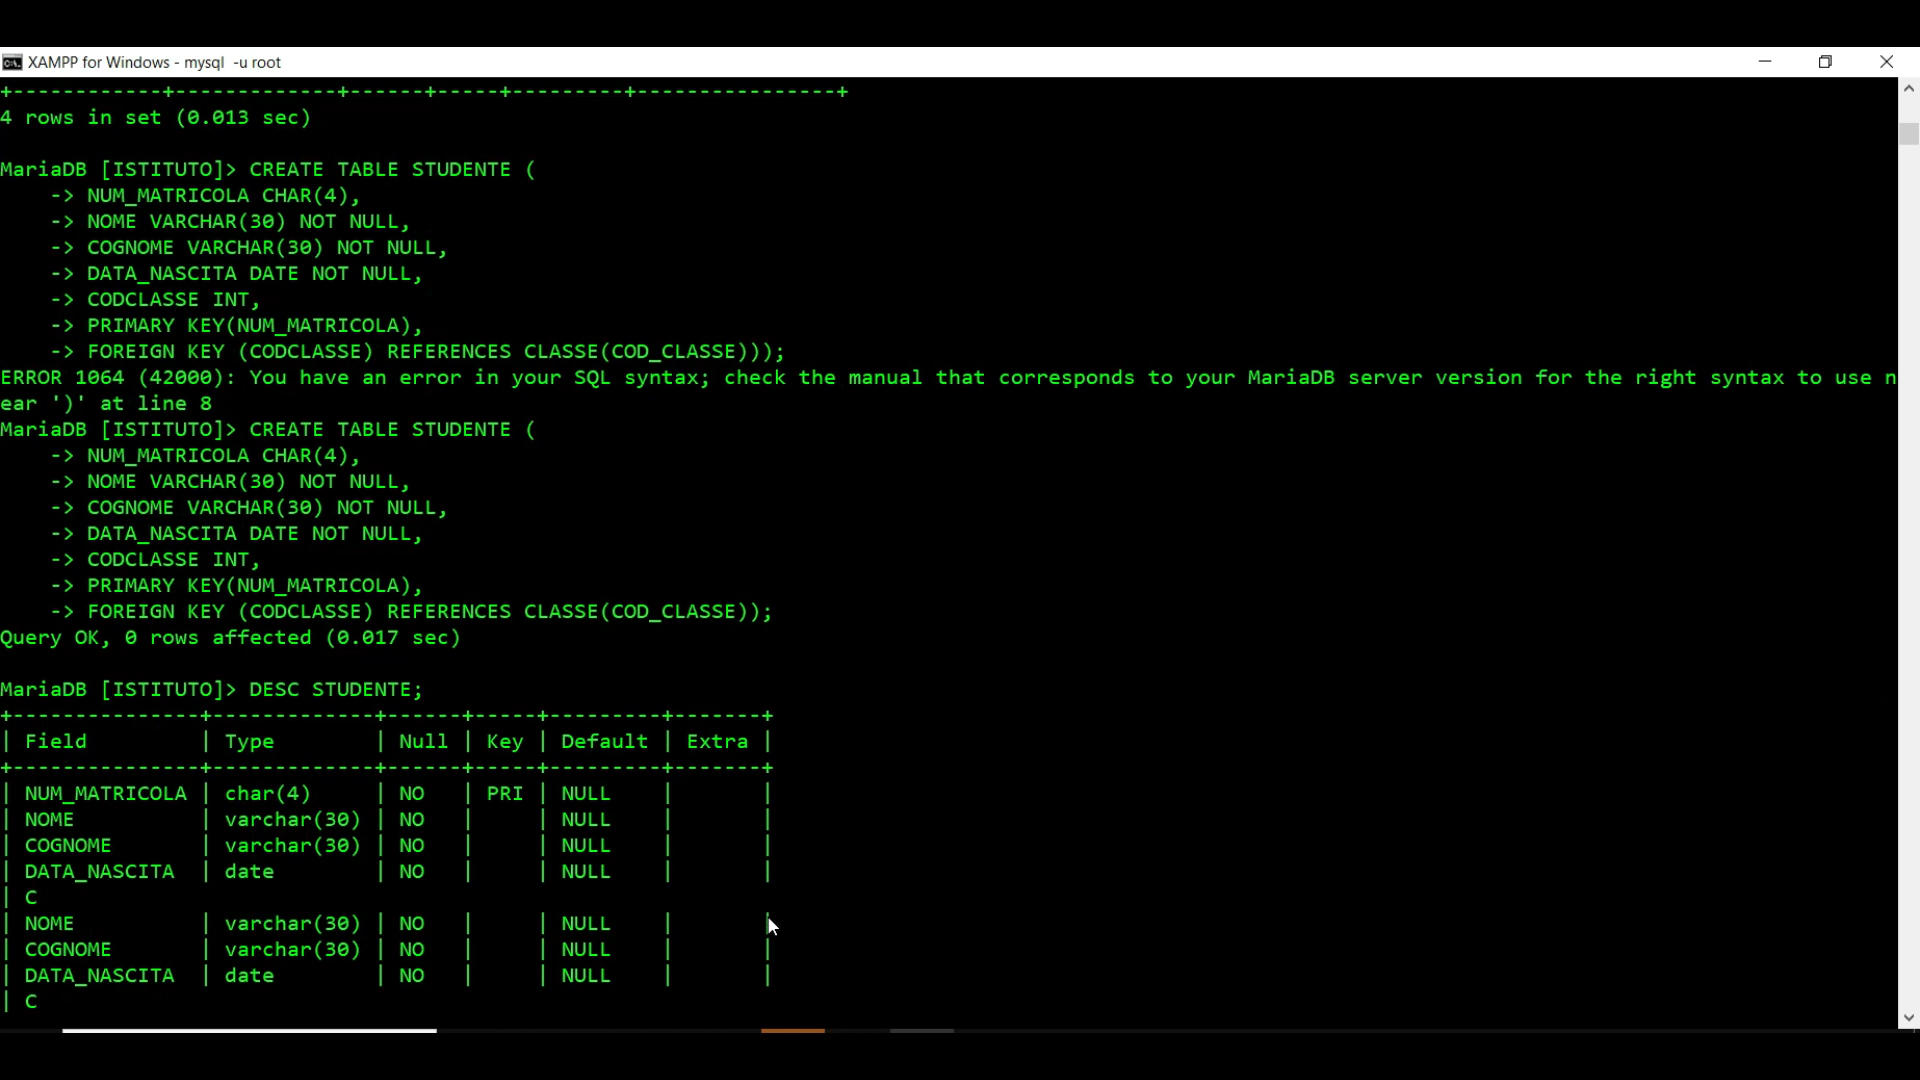 XAMPP for Windows - mysql -u root
+------------+-------------+------+-----+---------+----------------+
4 rows in set (0.013 sec)
MariaDB [ISTITUTO]> CREATE TABLE STUDENTE (
    -> NUM_MATRICOLA CHAR(4),
    -> NOME VARCHAR(30) NOT NULL,
    -> COGNOME VARCHAR(30) NOT NULL,
    -> DATA_NASCITA DATE NOT NULL,
    -> CODCLASSE INT,
    -> PRIMARY KEY(NUM_MATRICOLA),
    -> FOREIGN KEY (CODCLASSE) REFERENCES CLASSE(COD_CLASSE)));
ERROR 1064 (42000): You have an error in your SQL syntax; check the manual that corresponds to your MariaDB server version for the right syntax to use n
ear ')' at line 8
MariaDB [ISTITUTO]> CREATE TABLE STUDENTE (
    -> NUM_MATRICOLA CHAR(4),
    -> NOME VARCHAR(30) NOT NULL,
    -> COGNOME VARCHAR(30) NOT NULL,
    -> DATA_NASCITA DATE NOT NULL,
    -> CODCLASSE INT,
    -> PRIMARY KEY(NUM_MATRICOLA),
    -> FOREIGN KEY (CODCLASSE) REFERENCES CLASSE(COD_CLASSE));
Query OK, 0 rows affected (0.017 sec)
MariaDB [ISTITUTO]> DESC STUDENTE;
+---------------+-------------+------+-----+---------+-------+
| Field         | Type        | Null | Key | Default | Extra |
+---------------+-------------+------+-----+---------+-------+
| NUM_MATRICOLA | char(4)     | NO   | PRI | NULL    |       |
| NOME          | varchar(30) | NO   |     | NULL    |       |
| COGNOME       | varchar(30) | NO   |     | NULL    |       |
| DATA_NASCITA  | date        | NO   |     | NULL    |       |
| C
| NOME          | varchar(30) | NO   |     | NULL    |       |
| COGNOME       | varchar(30) | NO   |     | NULL    |       |
| DATA_NASCITA  | date        | NO   |     | NULL    |       |
| C